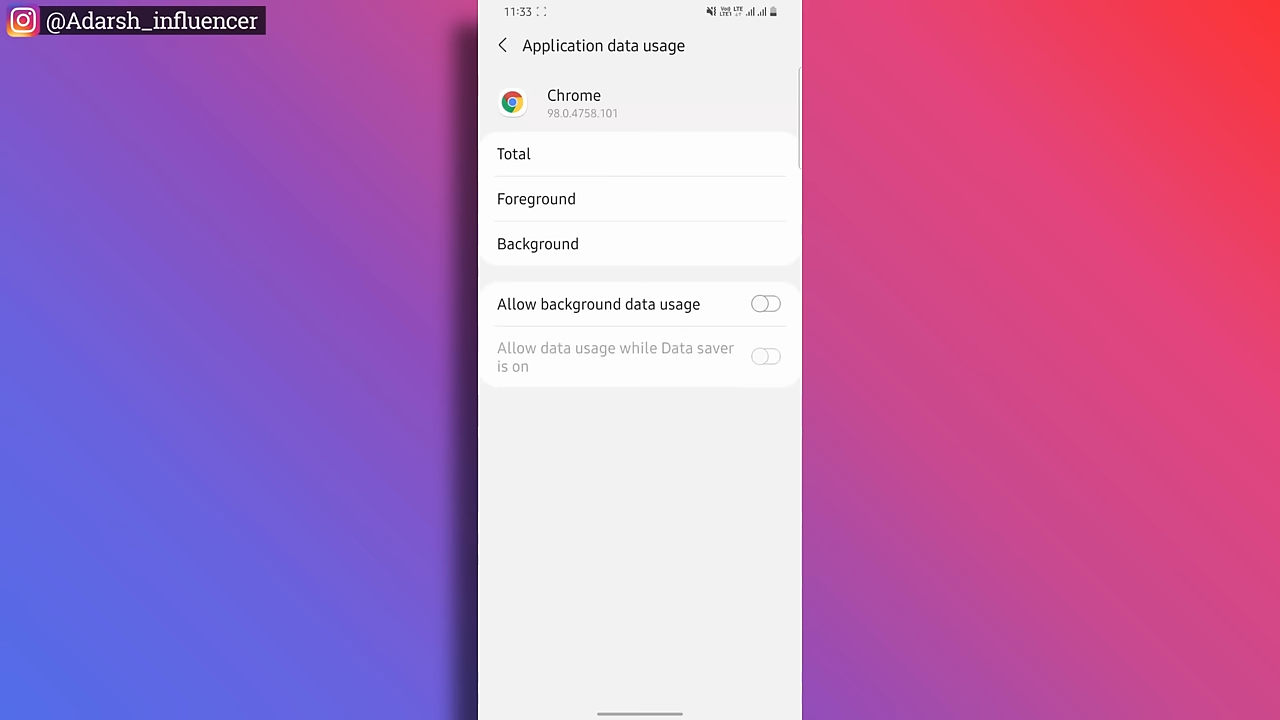 @Adarsh_influencer
11:33
Application data usage
Chrome
98.0.4758.101
Total
Foreground
Background
Allow background data usage
Allow data usage while Data saver
is on